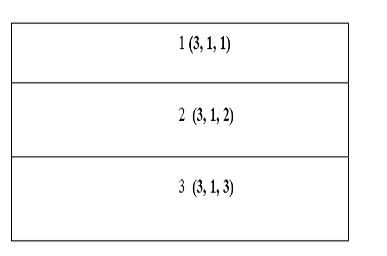 1 (3, 1, 1)
2 (3, 1, 2)
3 (3, 1, 3)